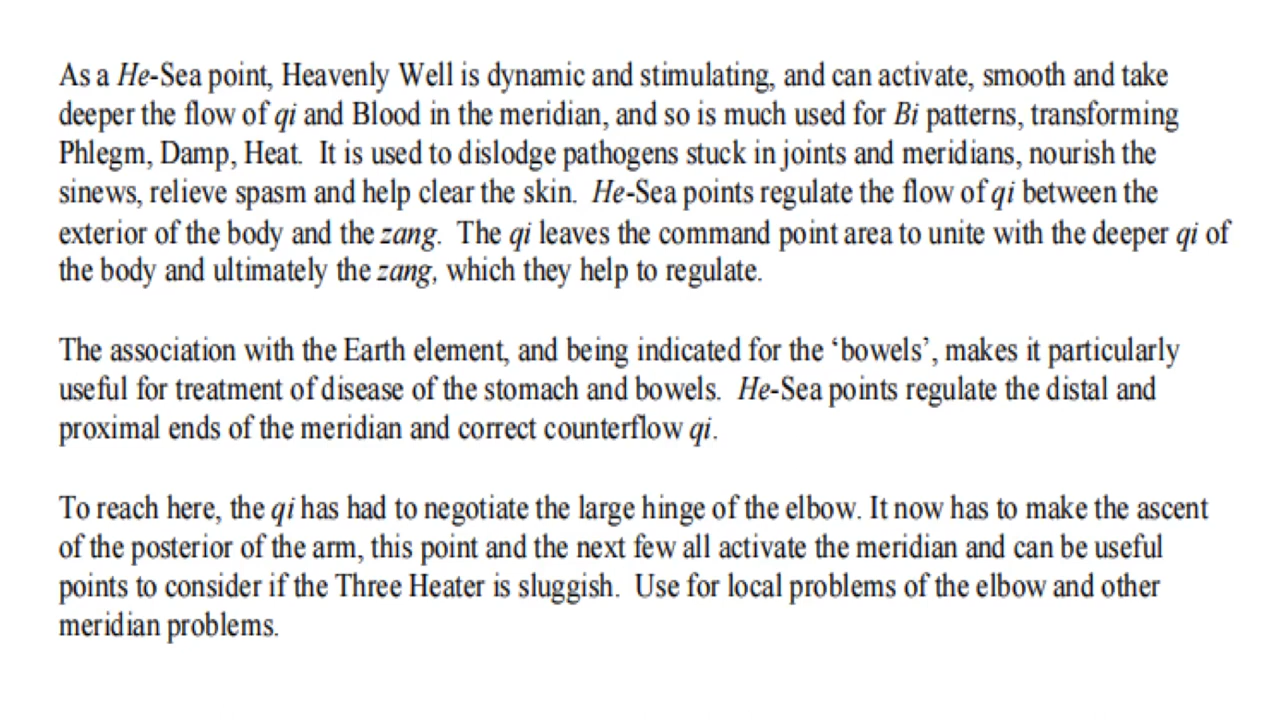 As a He-Sea point, Heavenly Well is dynamic and stimulating, and can activate, smooth and take
deeper the flow of qi and Blood in the meridian, and so is much used for Bi patterns, transforming
Phlegm, Damp, Heat.  It is used to dislodge pathogens stuck in joints and meridians, nourish the
sinews, relieve spasm and help clear the skin.  He-Sea points regulate the flow of qi between the
exterior of the body and the zang.  The qi leaves the command point area to unite with the deeper qi of
the body and ultimately the zang, which they help to regulate.

The association with the Earth element, and being indicated for the ‘bowels’, makes it particularly
useful for treatment of disease of the stomach and bowels.  He-Sea points regulate the distal and
proximal ends of the meridian and correct counterflow qi.

To reach here, the qi has had to negotiate the large hinge of the elbow. It now has to make the ascent
of the posterior of the arm, this point and the next few all activate the meridian and can be useful
points to consider if the Three Heater is sluggish.  Use for local problems of the elbow and other
meridian problems.